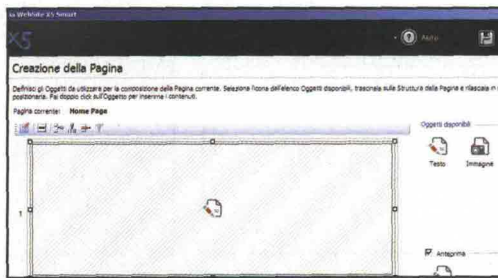 WebSite X5 Smart
X5
Aiuto
Creazione della Pagina
Definisci gli Oggetti da utilizzare per la composizione della Pagina corrente. Seleziona l'icona dell'elenco Oggetti disponibili, trascinala sulla Struttura della Pagina e rilasciala in
posizionarla. Fai doppio click sull'Oggetto per inserirne i contenuti.
Pagina corrente: Home Page
Oggetti disponibili
Testo Immagine
1
Anteprima